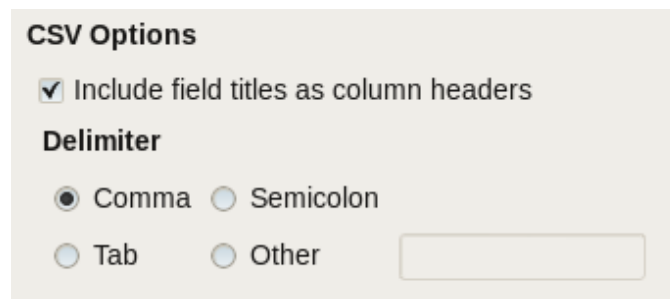 CSV Options
Include field titles as column headers
Delimiter
Comma Semicolon
Tab Other